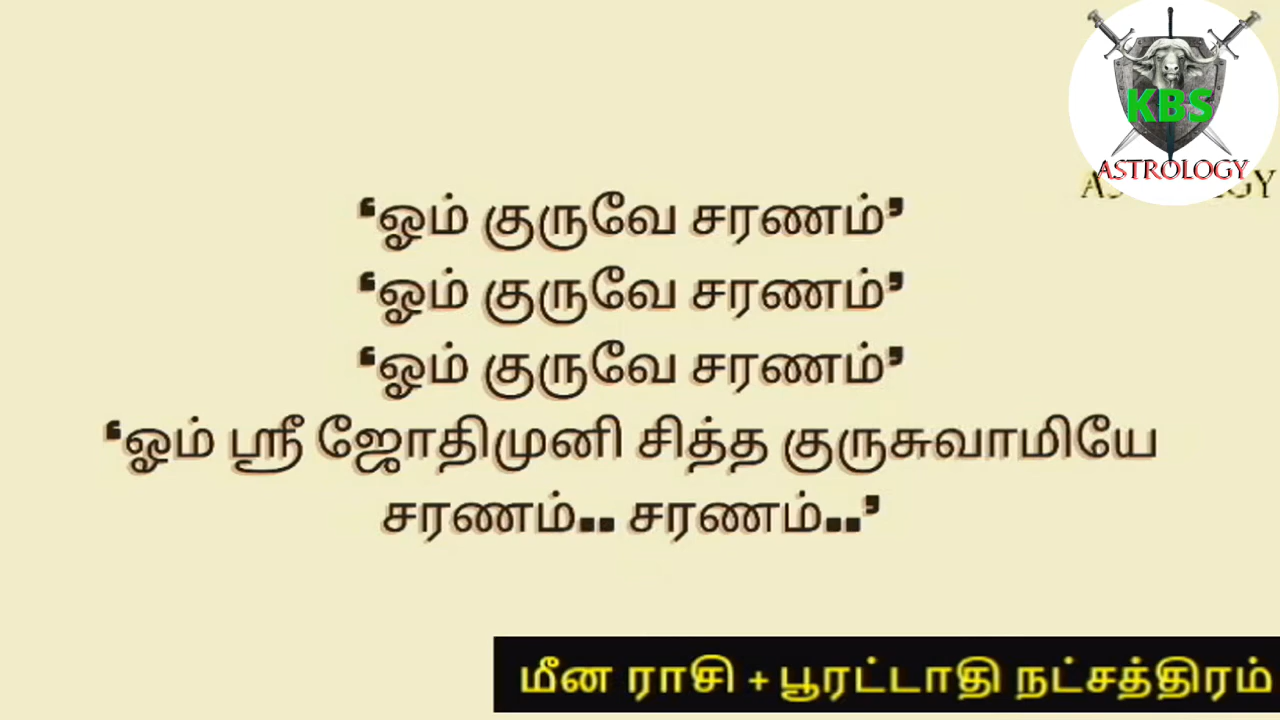 KBS
ASTROLOGY
‘ஓம் குருவே சரணம்’
‘ஓம் குருவே சரணம்’
‘ஓம் குருவே சரணம்’
‘ஓம் ஸ்ரீ ஜோதிமுனி சித்த குருசுவாமியே
சரணம்.. சரணம்..’
மீன ராசி + பூரட்டாதி நட்சத்திரம்